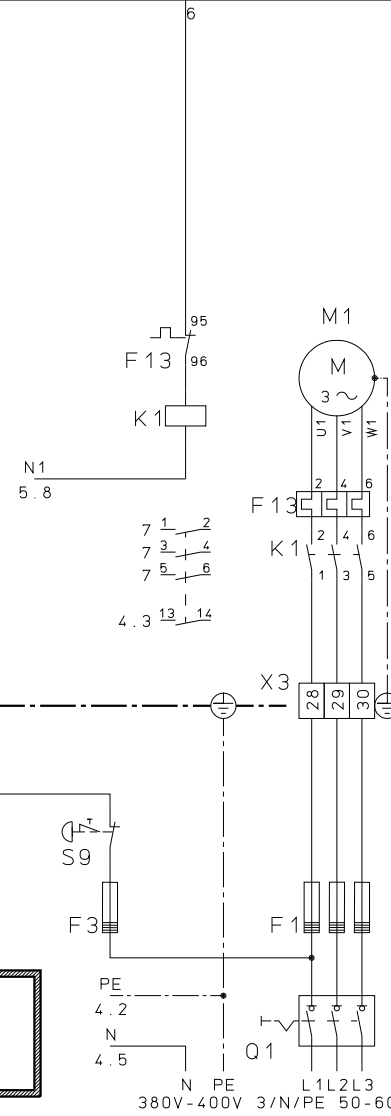 6
95
F13
96
K1
N1
5.8
M1
M
3 ~
U1 V1 W1
2 4 6
F13
7 1 2
7 3 4
7 5 6
4.3 13 14
K1 2 4 6
1 3 5
X3
28 29 30
S9
F3
F1
PE
4.2
N
4.5
Q1
N PE L1 L2 L3
380V-400V 3/N/PE 50-60